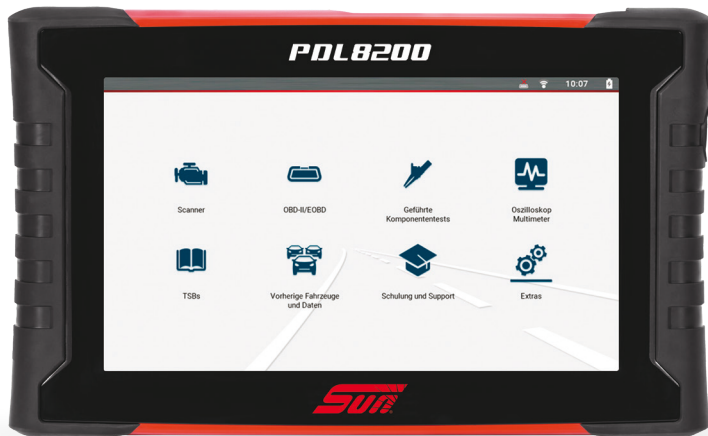 PDL8200
10:07
Scanner
OBD-II/EOBD
Geführte
Komponententests
Oszilloskop
Multimeter
TSBs
Vorherige Fahrzeuge
und Daten
Schulung und Support
Extras
Sun